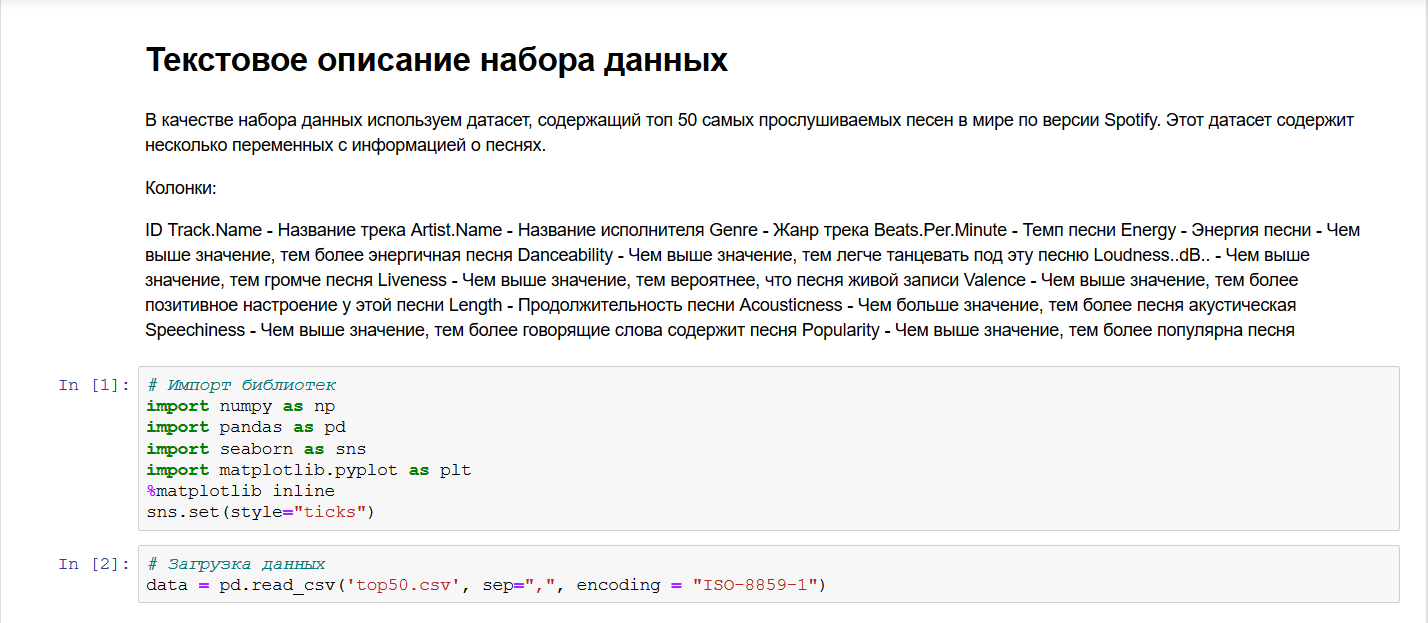 Текстовое описание набора данных
В качестве набора данных используем датасет, содержащий топ 50 самых прослушиваемых песен в мире по версии Spotify. Этот датасет содержит
несколько переменных с информацией о песнях.
Колонки:
ID Track.Name - Название трека Artist.Name - Название исполнителя Genre - Жанр трека Beats.Per.Minute - Темп песни Energy - Энергия песни - Чем
выше значение, тем более энергичная песня Danceability - Чем выше значение, тем легче танцевать под эту песню Loudness..dB.. - Чем выше
значение, тем громче песня Liveness - Чем выше значение, тем вероятнее, что песня живой записи Valence - Чем выше значение, тем более
позитивное настроение у этой песни Length - Продолжительность песни Acousticness - Чем больше значение, тем более песня акустическая
Speechiness - Чем выше значение, тем более говорящие слова содержит песня Popularity - Чем выше значение, тем более популярна песня
In [1]: # Импорт библиотек
import numpy as np
import pandas as pd
import seaborn as sns
import matplotlib.pyplot as plt
%matplotlib inline
sns.set(style="ticks")
In [2]: # Загрузка данных
data = pd.read_csv('top50.csv', sep=",", encoding = "ISO-8859-1")